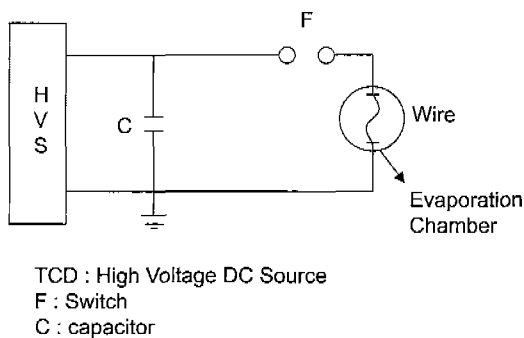 F
H
V
S
C
Wire
Evaporation
Chamber
TCD : High Voltage DC Source
F : Switch
C : capacitor